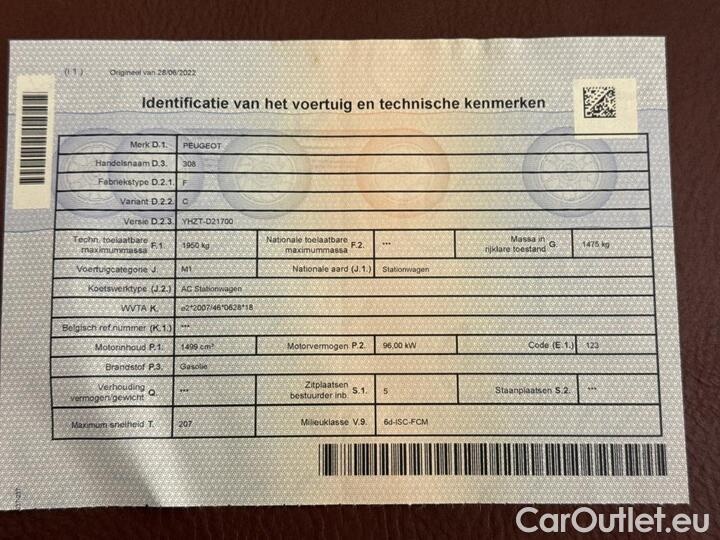 (I.1.) Origineel van 28/06/2022
Identificatie van het voertuig en technische kenmerken
Merk D.1. PEUGEOT
Handelsnaam D.3. 308
Fabriekstype D.2.1. F
Variant D.2.2. C
Versie D.2.3. YHZT-D21700
Techn. toelaatbare maximummassa F.1. 1950 kg Nationale toelaatbare maximummassa F.2. *** Massa in rijklare toestand G. 1475 kg
Voertuigcategorie J. M1 Nationale aard (J.1.) Stationwagen
Koetswerktype (J.2.) AC Stationwagen
WVTA K. e2*2007/46*0628*18
Belgisch ref.nummer (K.1.) ***
Motorinhoud P.1. 1499 cm³ Motorvermogen P.2. 96,00 kW Code (E.1.) 123
Brandstof P.3. Gasolie
Verhouding vermogen/gewicht Q. *** Zitplaatsen bestuurder inb. S.1. 5 Staanplaatsen S.2. ***
Maximum snelheid T. 207 Milieuklasse V.9. 6d-ISC-FCM
CarOutlet.eu